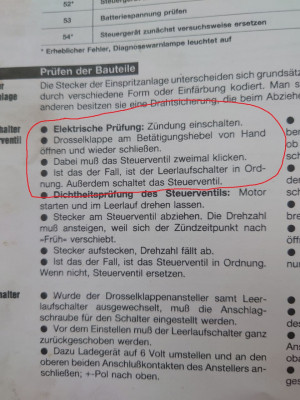 52*
Steuerger
53
Batteriespannung prüfen
54*
Steuergerät zunächst versuchsweise ersetzen
* Erheblicher Fehler, Diagnosewarnlampe leuchtet auf
Prüfen der Bauteile
Die Stecker der Einspritzanlage unterscheiden sich grundsätz
durch verschiedene Form oder Einfärbung kodiert. Man s
anderen besitzen sie eine Drahtsicherung, die beim Abziehe
● Elektrische Prüfung: Zündung einschalten.
● Drosselklappe am Betätigungshebel von Hand
öffnen und wieder schließen.
● Dabei muß das Steuerventil zweimal klicken.
● Ist das der Fall, ist der Leerlaufschalter in Ord-
nung. Außerdem schaltet das Steuerventil.
● Dichtheitsprüfung des Steuerventils: Motor
starten und im Leerlauf drehen lassen.
● Stecker am Steuerventil abziehen. Die Drehzahl
muß ansteigen, weil sich der Zündzeitpunkt nach
»Früh« verschiebt.
● Stecker aufstecken, Drehzahl fällt ab.
● Ist das der Fall, ist das Steuerventil in Ordnung.
Wenn nicht, Steuerventil ersetzen.
● Wurde der Drosselklappenansteller samt Leer-
laufschalter ausgewechselt, muß die Anschlag-
schraube für den Schalter eingestellt werden.
● Vor dem Einstellen muß der Leerlaufschalter ganz
zurückgeschoben werden.
● Dazu Ladegerät auf 6 Volt umstellen und an den
oberen beiden Anschlußkontakten des Anstellers an-
schließen; +-Pol nach oben.
nlage
halter
rventil
halter